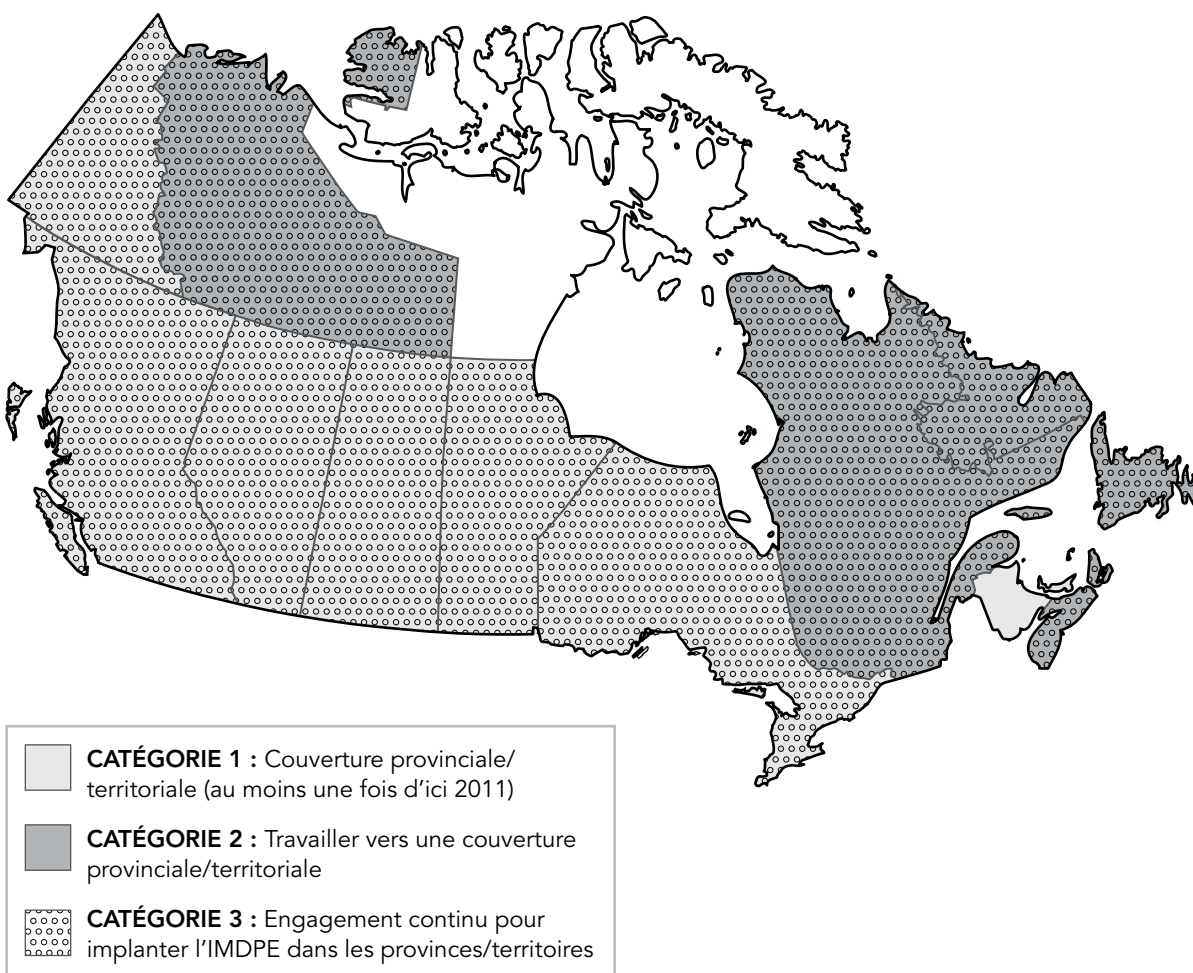 CATÉGORIE 1 : Couverture provinciale/
territoriale (au moins une fois d'ici 2011)
CATÉGORIE 2 : Travailler vers une couverture
provinciale/territoriale
CATÉGORIE 3 : Engagement continu pour
implanter l'IMDPE dans les provinces/territoires